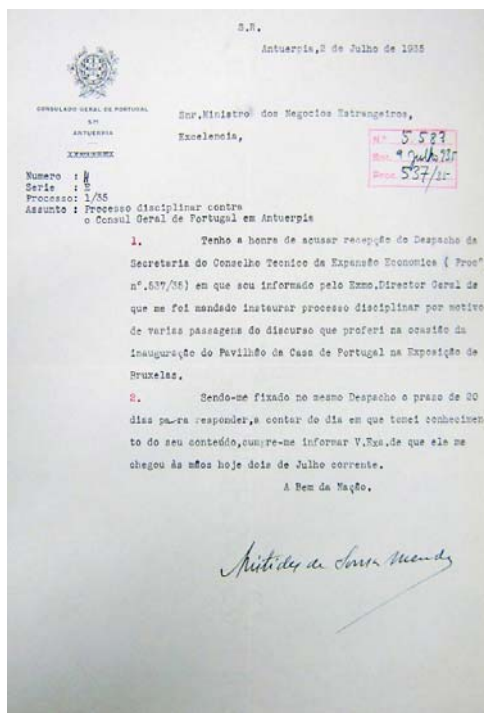 S.R.
Antuerpia,2 de Julho de 1935
CONSULADO GERAL DE PORTUGAL
EM
ANTUERPIA
Snr.Ministro dos Negocios Estrangeiros,
Excelencia,
Nº 5.587
Ent. 9 Julho 935
Proc. 537/35
Numero :
Serie : E
Processo: 1/35
Assunto : Processo disciplinar contra
o Consul Geral de Portugal em Antuerpia
1. Tenho a honra de acusar recepção do Despacho da
Secretaria do Conselho Tecnico da Expansão Economica ( Procº
nº.537/35) em que sou informado pelo Exmo.Director Geral de
que me foi mandado instaurar processo disciplinar por motivo
de varias passagens do discurso que proferi na ocasião da
inauguração do Pavilhão da Casa de Portugal na Exposição de
Bruxelas.
2. Sendo-me fixado no mesmo Despacho o prazo de 20
dias para responder,a contar do dia em que tomei conhecimen
to do seu conteúdo,cumpre-me informar V.Exa.de que ele me
chegou às mãos hoje dois de Julho corrente.
A Bem da Nação.
Aristides de Sousa Mendes